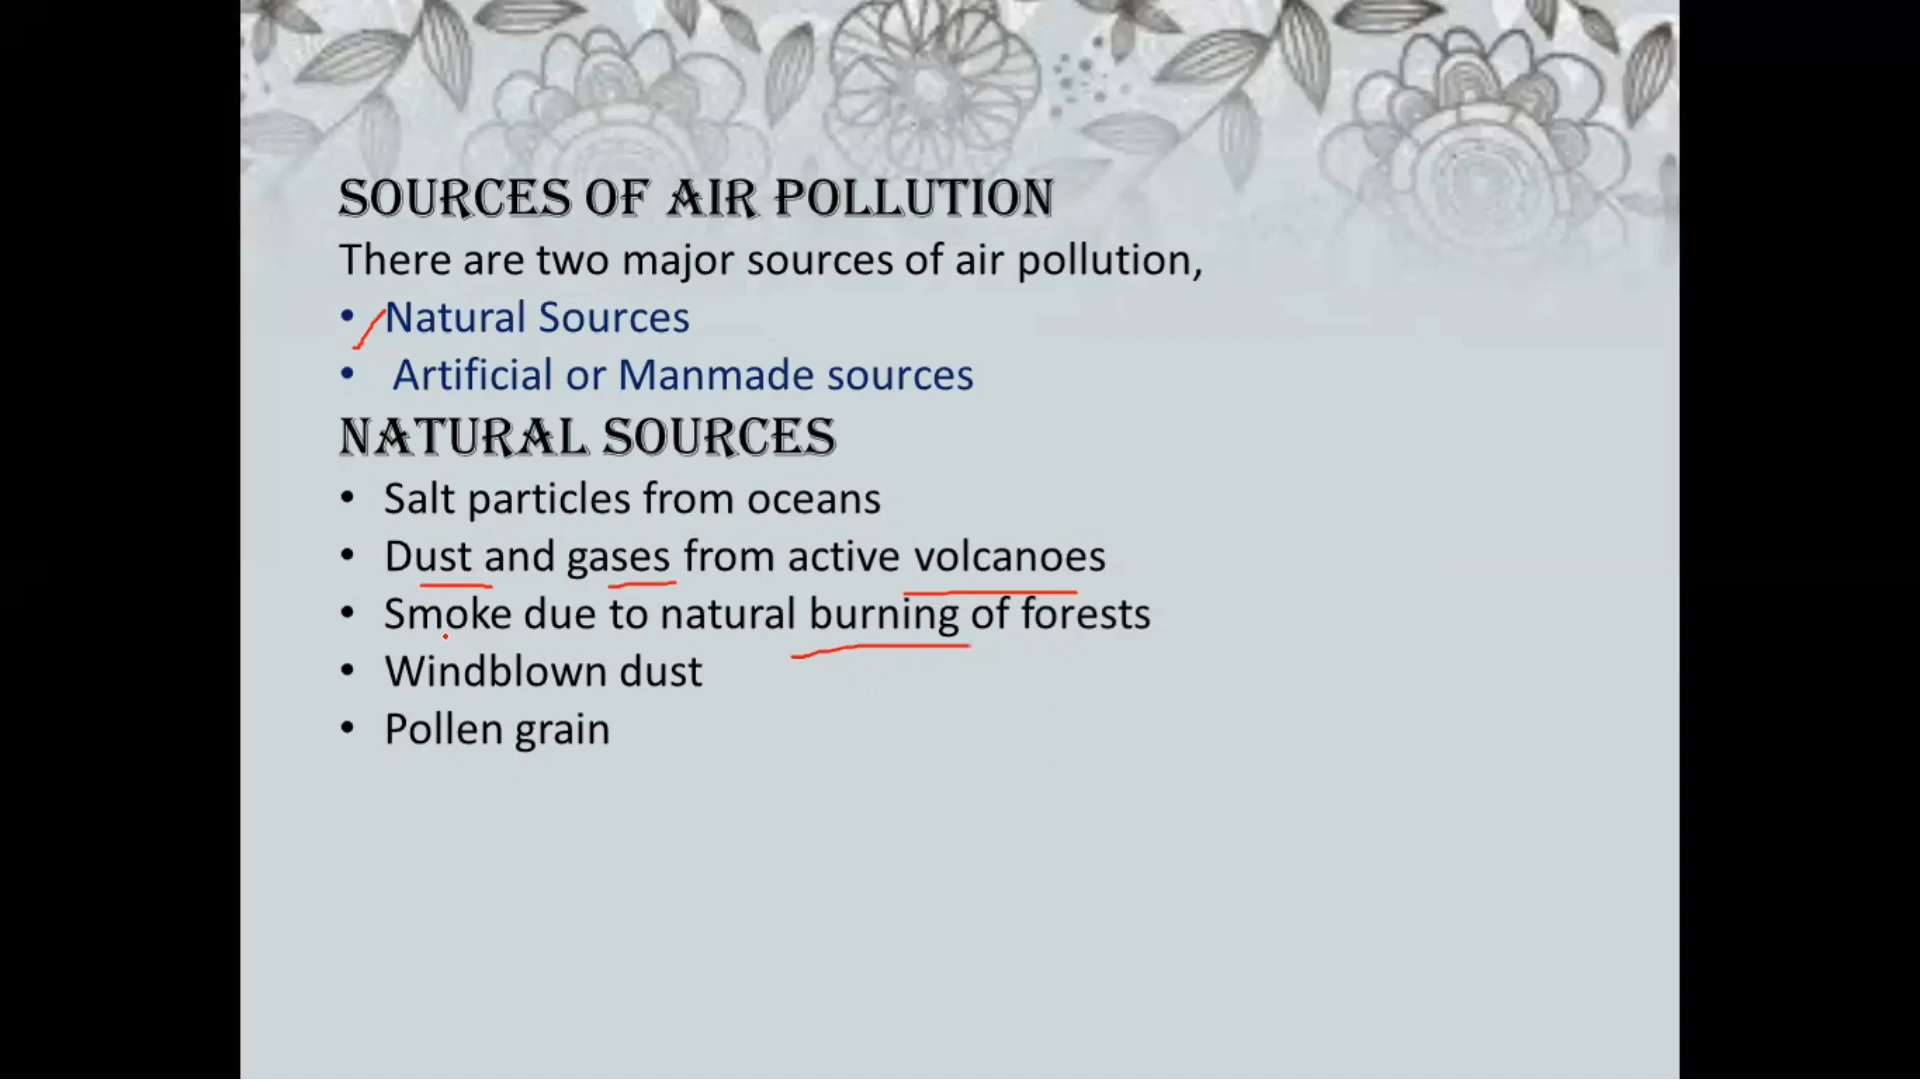 SOURCES OF AIR POLLUTION
There are two major sources of air pollution,
• Natural Sources
• Artificial or Manmade sources
NATURAL SOURCES
• Salt particles from oceans
• Dust and gases from active volcanoes
• Smoke due to natural burning of forests
• Windblown dust
• Pollen grain